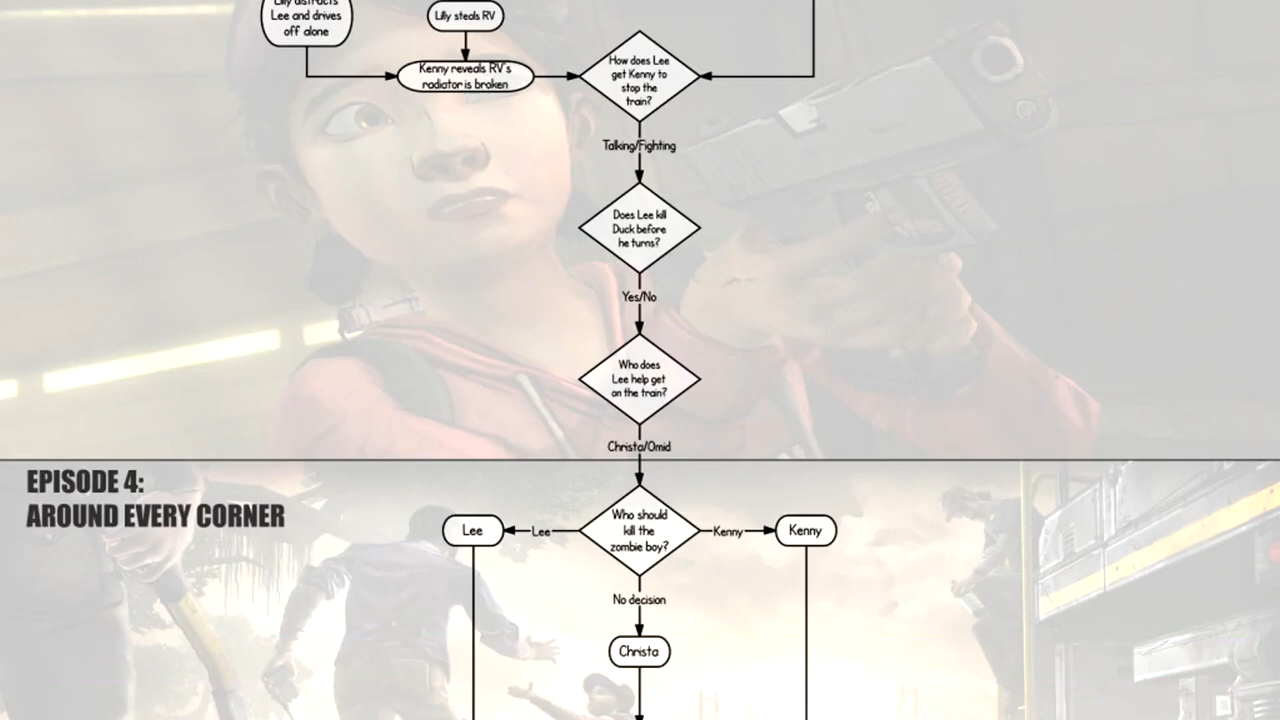 Lilly distracts
Lee and drives
off alone
Lilly steals RV
Kenny reveals RV's
radiator is broken
How does Lee
get Kenny to
stop the
train?
Talking/Fighting
Does Lee kill
Duck before
he turns?
Yes/No
Who does
Lee help get
on the train?
Christa/Omid
EPISODE 4:
AROUND EVERY CORNER
Lee
Lee
Who should
kill the
zombie boy?
Kenny
Kenny
No decision
Christa